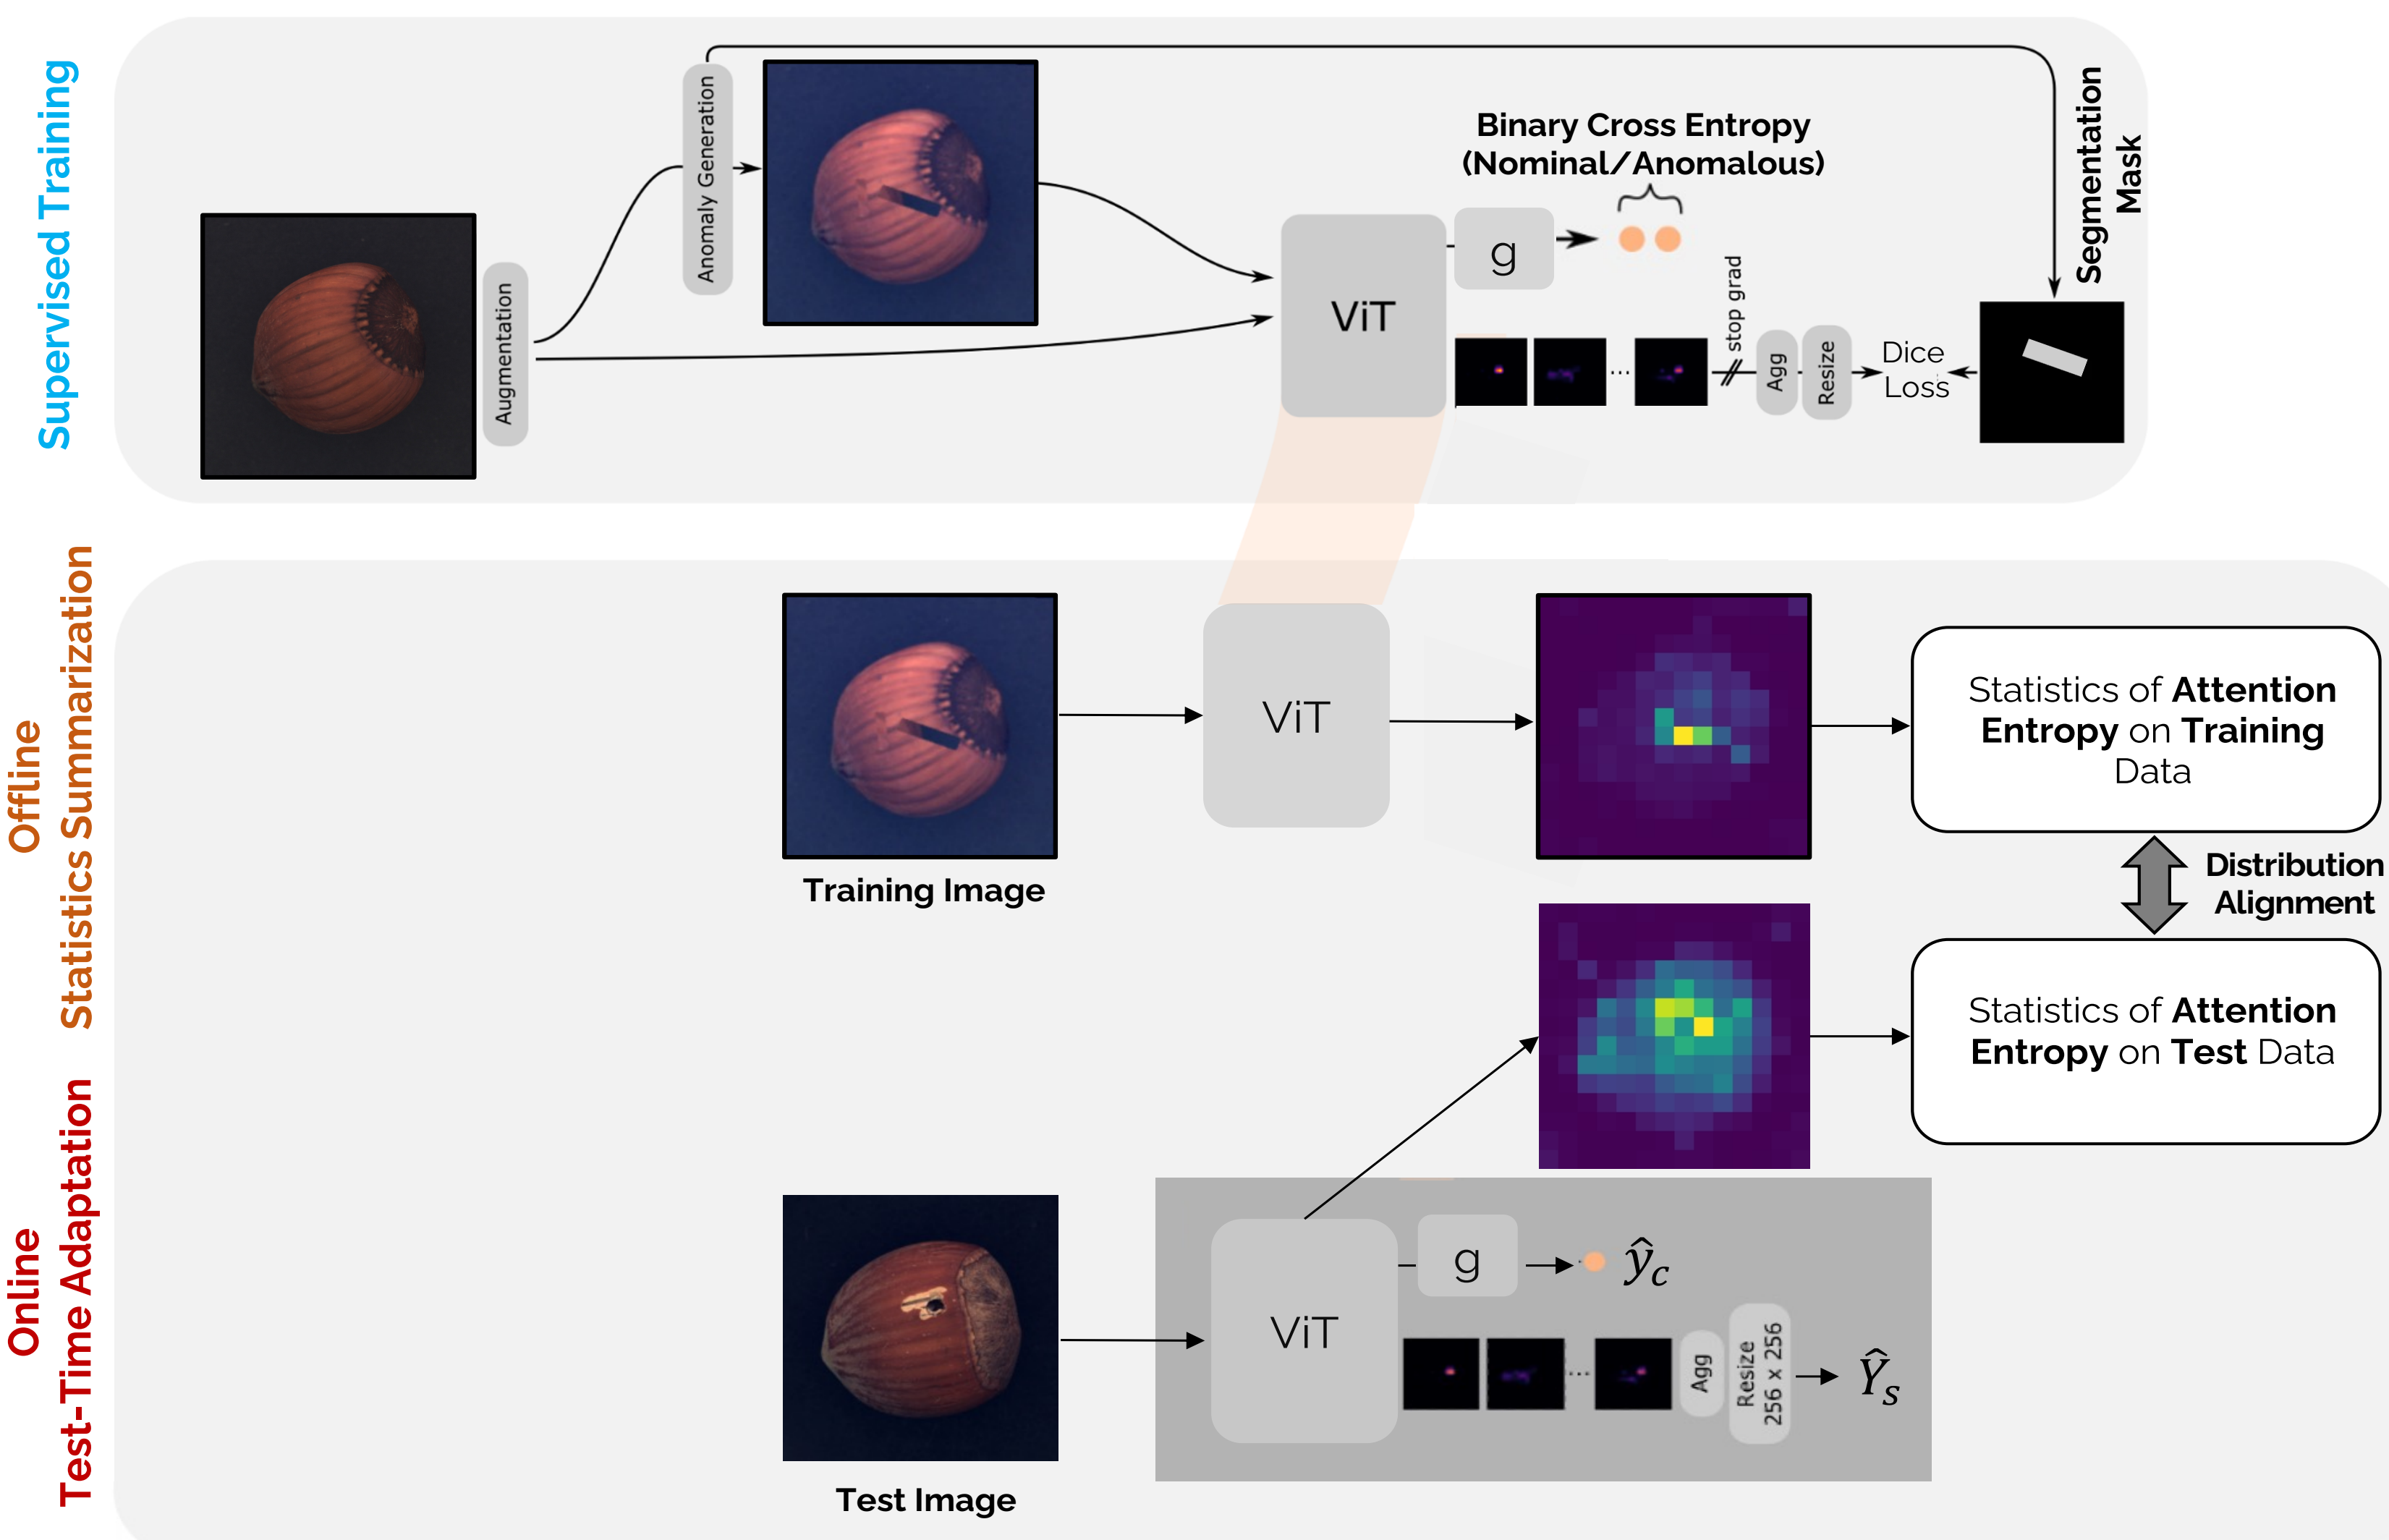 Supervised Training
Augmentation
Anomaly Generation
Binary Cross Entropy
(Nominal/Anomalous)
ViT
g
stop grad
...
Agg
Resize
Dice
Loss
Segmentation
Mask
Offline
Statistics Summarization
Training Image
ViT
Statistics of Attention
Entropy on Training
Data
Distribution
Alignment
Statistics of Attention
Entropy on Test Data
Online
Test-Time Adaptation
Test Image
ViT
g
ŷc
...
Agg
Resize
256 x 256
Ŷs